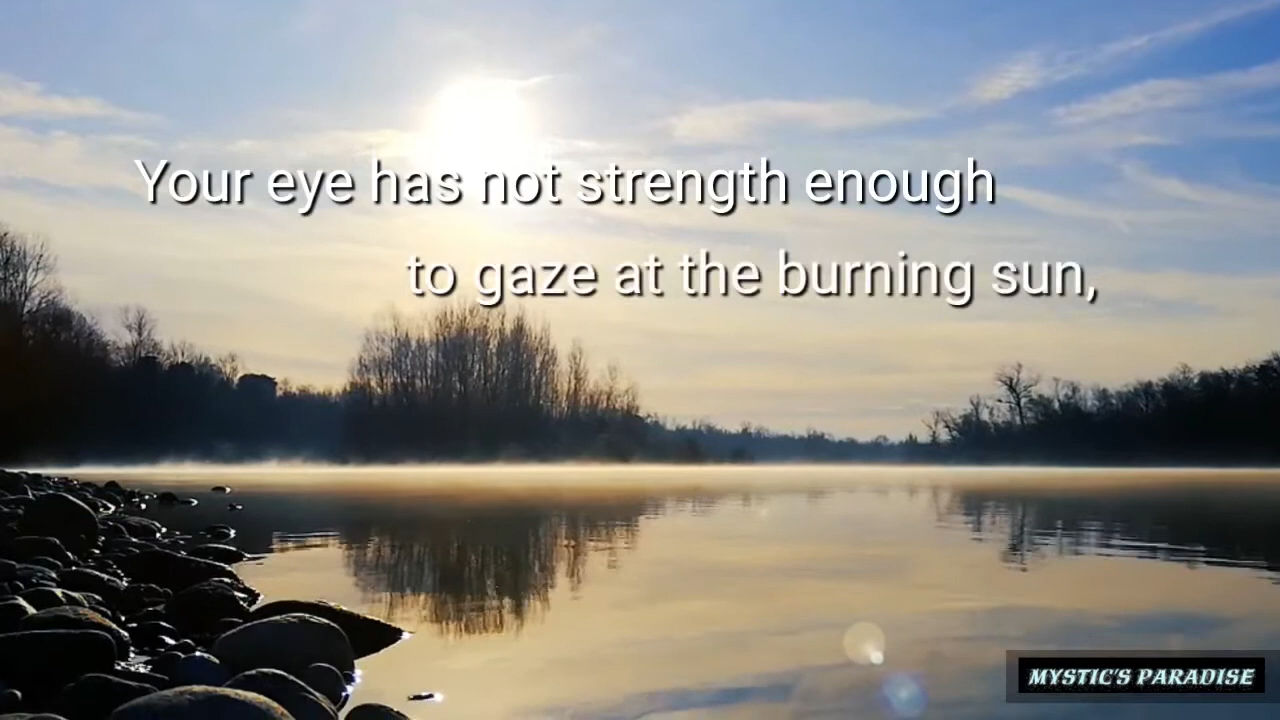 Your eye has not strength enough
to gaze at the burning sun,
MYSTIC'S PARADISE